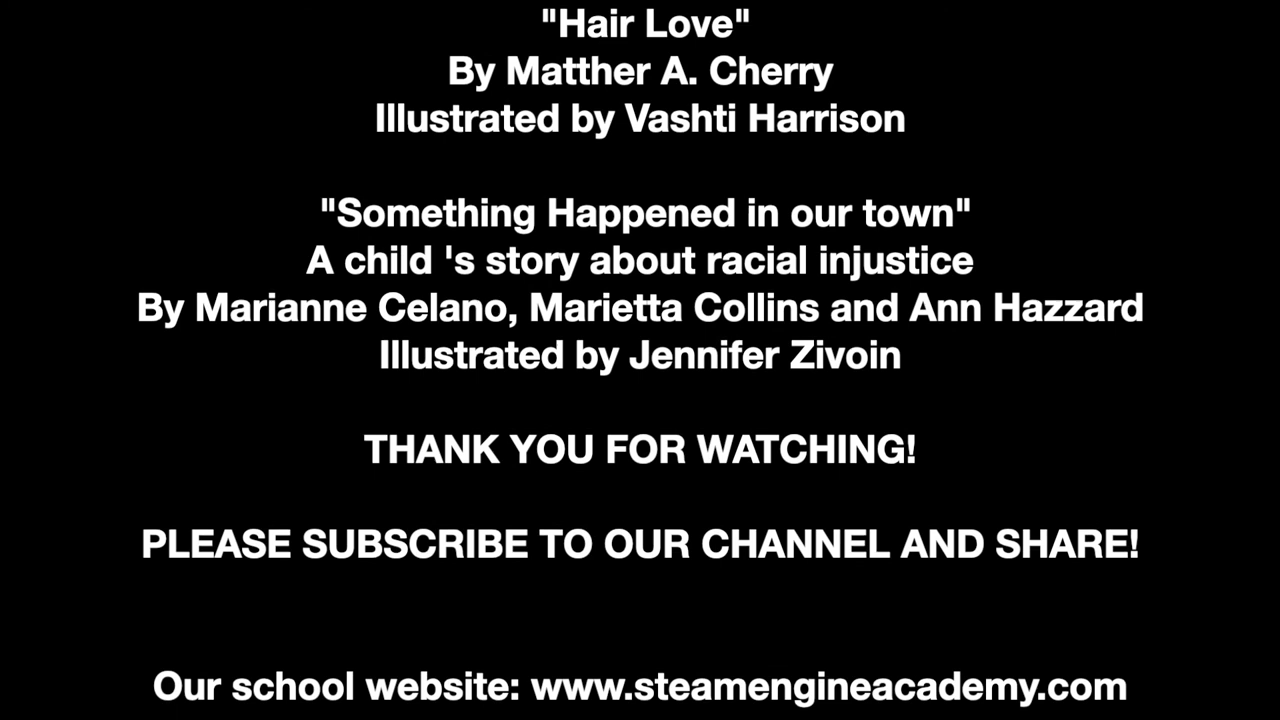 "Hair Love"
By Matther A. Cherry
Illustrated by Vashti Harrison
"Something Happened in our town"
A child 's story about racial injustice
By Marianne Celano, Marietta Collins and Ann Hazzard
Illustrated by Jennifer Zivoin
THANK YOU FOR WATCHING!
PLEASE SUBSCRIBE TO OUR CHANNEL AND SHARE!
Our school website: www.steamengineacademy.com